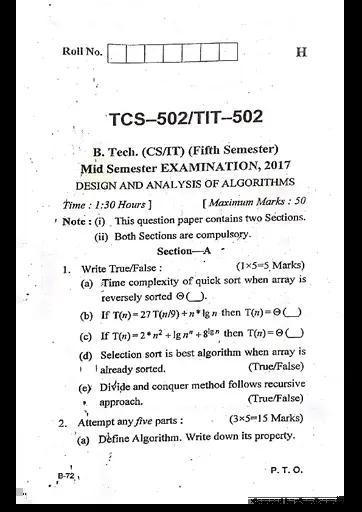 Roll No. H
TCS–502/TIT–502
B. Tech. (CS/IT) (Fifth Semester)
Mid Semester EXAMINATION, 2017
DESIGN AND ANALYSIS OF ALGORITHMS
Time : 1:30 Hours ] [ Maximum Marks : 50
Note : (i) This question paper contains two Sections.
(ii) Both Sections are compulsory.
Section—A
1. Write True/False : (1×5=5 Marks)
(a) Time complexity of quick sort when array is
reversely sorted Θ(__).
(b) If T(n) = 27 T(n/9) + n * lg n then T(n) = Θ(__)
(c) If T(n) = 2 * n² + lg nⁿ + 8^lg n then T(n) = Θ(__)
(d) Selection sort is best algorithm when array is
already sorted. (True/False)
(e) Divide and conquer method follows recursive
approach. (True/False)
2. Attempt any five parts : (3×5=15 Marks)
(a) Define Algorithm. Write down its property.
B-72 P. T. O.